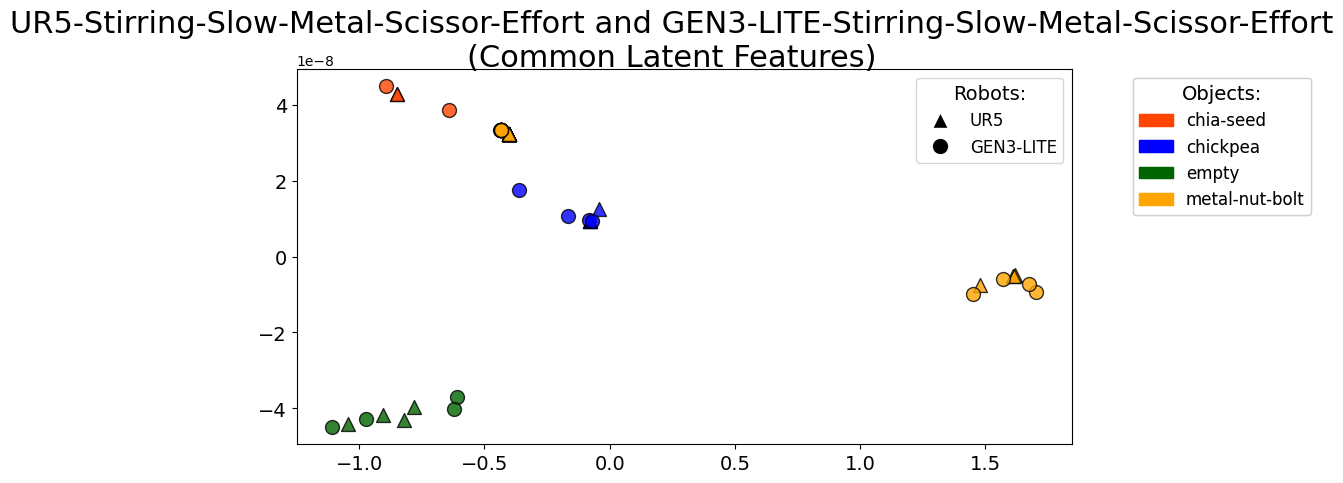 UR5-Stirring-Slow-Metal-Scissor-Effort and GEN3-LITE-Stirring-Slow-Metal-Scissor-Effort
(Common Latent Features)
1e−8
Robots:
UR5
GEN3-LITE
Objects:
chia-seed
chickpea
empty
metal-nut-bolt
4
2
0
−2
−4
−1.0 −0.5 0.0 0.5 1.0 1.5